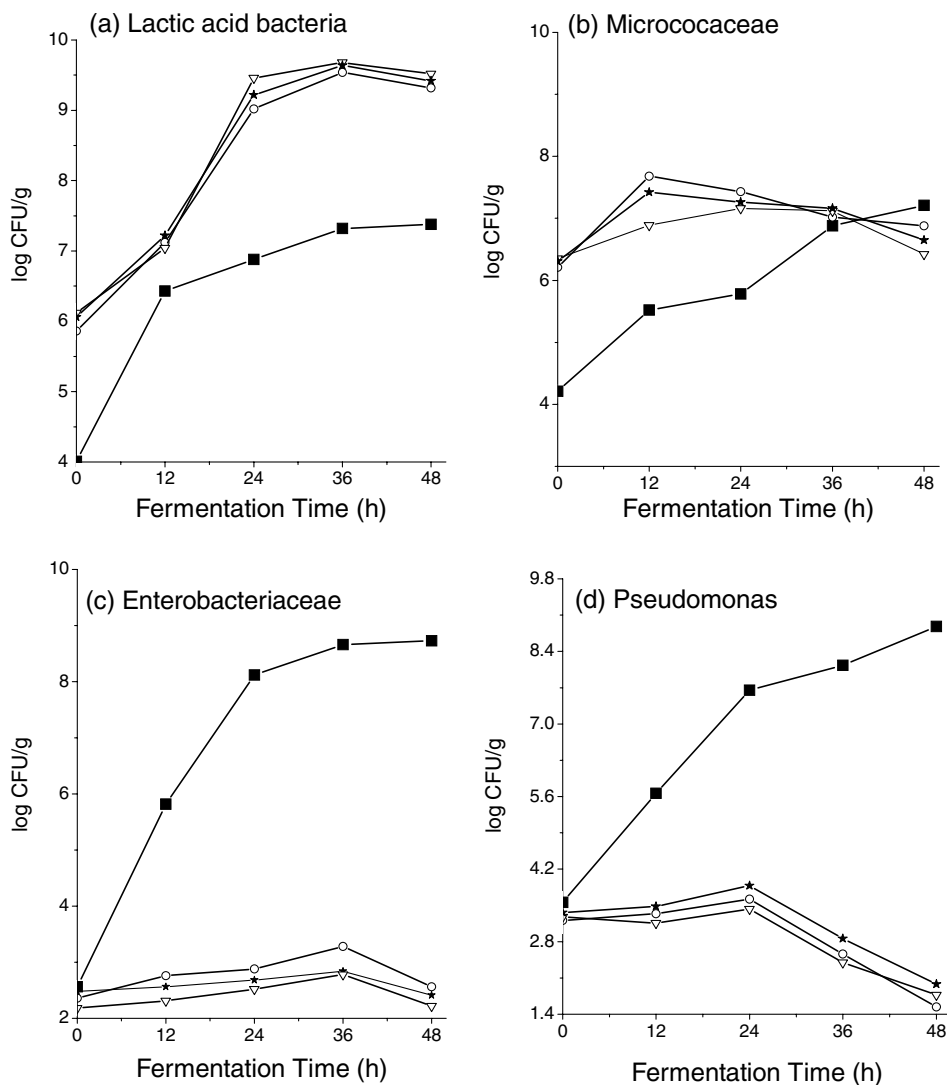 (a) Lactic acid bacteria
10
9
8
7
6
5
4
log CFU/g
0 12 24 36 48
Fermentation Time (h)
(b) Micrococaceae
10
8
6
4
log CFU/g
0 12 24 36 48
Fermentation Time (h)
(c) Enterobacteriaceae
10
8
6
4
2
log CFU/g
0 12 24 36 48
Fermentation Time (h)
(d) Pseudomonas
9.8
8.4
7.0
5.6
4.2
2.8
1.4
log CFU/g
0 12 24 36 48
Fermentation Time (h)